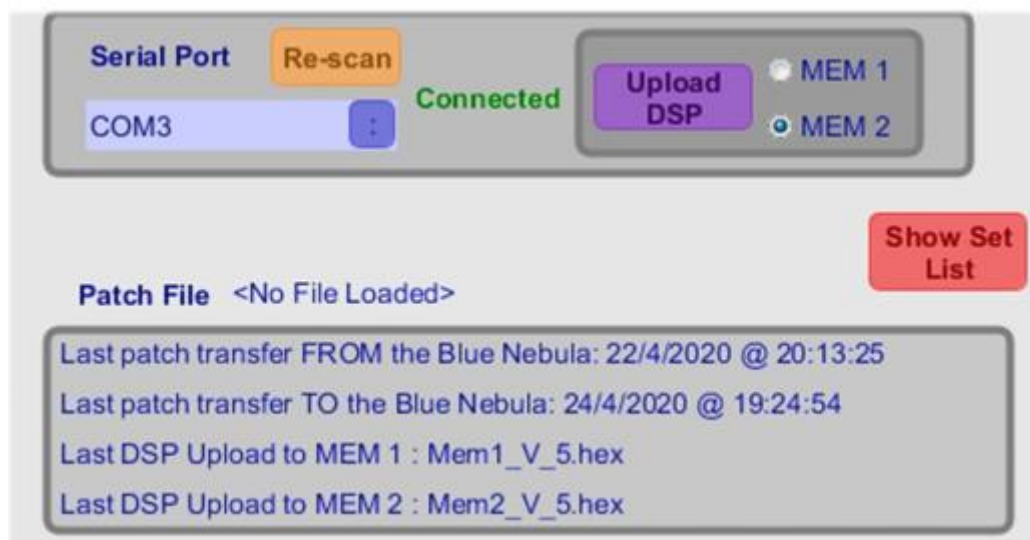 Serial Port
Re-scan
COM3
:
Connected
Upload
DSP
MEM 1
MEM 2
Show Set
List
Patch File <No File Loaded>
Last patch transfer FROM the Blue Nebula: 22/4/2020 @ 20:13:25
Last patch transfer TO the Blue Nebula: 24/4/2020 @ 19:24:54
Last DSP Upload to MEM 1 : Mem1_V_5.hex
Last DSP Upload to MEM 2 : Mem2_V_5.hex